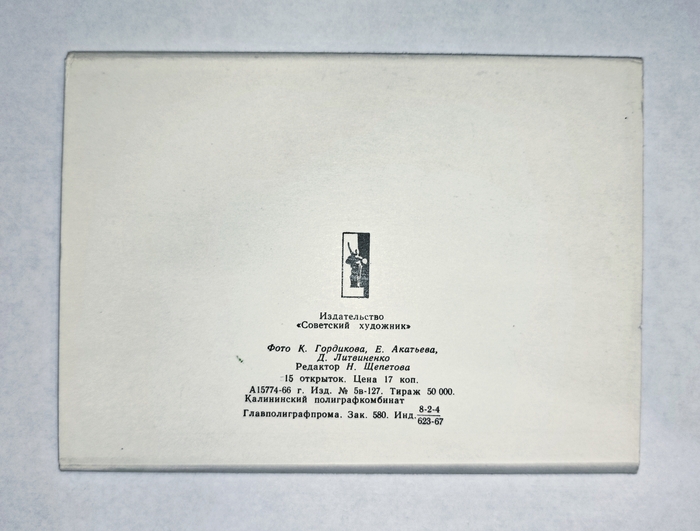 Издательство
«Советский художник»
Фото К. Гордикова, Е. Акатьева,
Д. Литвиненко
Редактор Н. Щепетова
15 открыток. Цена 17 коп.
А15774-66 г. Изд. № 5в-127. Тираж 50 000.
Калининский полиграфкомбинат
Главполиграфпрома. Зак. 580. Инд. 8-2-4
623-67